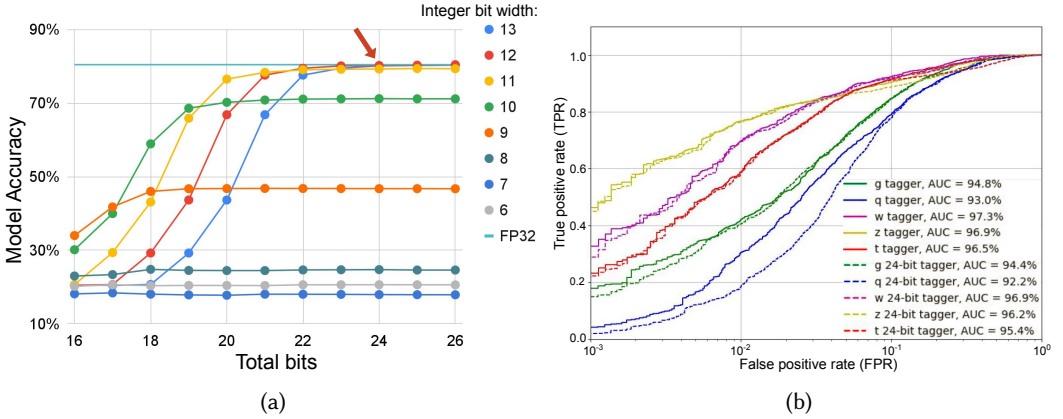 Integer bit width:
90%
70%
50%
30%
10%
Model Accuracy
16
18
20
22
24
26
Total bits
13
12
11
10
9
8
7
6
FP32
(a)
1.0
0.8
0.6
0.4
0.2
0.0
True positive rate (TPR)
10⁻³
10⁻²
10⁻¹
10⁰
False positive rate (FPR)
g tagger, AUC = 94.8%
q tagger, AUC = 93.0%
w tagger, AUC = 97.3%
z tagger, AUC = 96.9%
t tagger, AUC = 96.5%
g 24-bit tagger, AUC = 94.4%
q 24-bit tagger, AUC = 92.2%
w 24-bit tagger, AUC = 96.9%
z 24-bit tagger, AUC = 96.2%
t 24-bit tagger, AUC = 95.4%
(b)